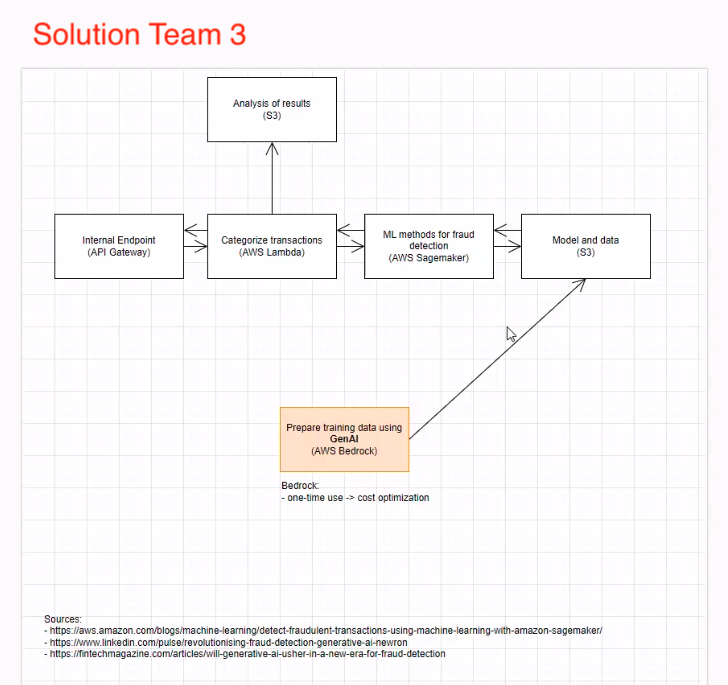 Solution Team 3
Analysis of results
(S3)
Internal Endpoint
(API Gateway)
Categorize transactions
(AWS Lambda)
ML methods for fraud
detection
(AWS Sagemaker)
Model and data
(S3)
Prepare training data using
GenAI
(AWS Bedrock)
Bedrock:
- one-time use -> cost optimization
Sources:
- https://aws.amazon.com/blogs/machine-learning/detect-fraudulent-transactions-using-machine-learning-with-amazon-sagemaker/
- https://www.linkedin.com/pulse/revolutionising-fraud-detection-generative-ai-newron
- https://fintechmagazine.com/articles/will-generative-ai-usher-in-a-new-era-for-fraud-detection